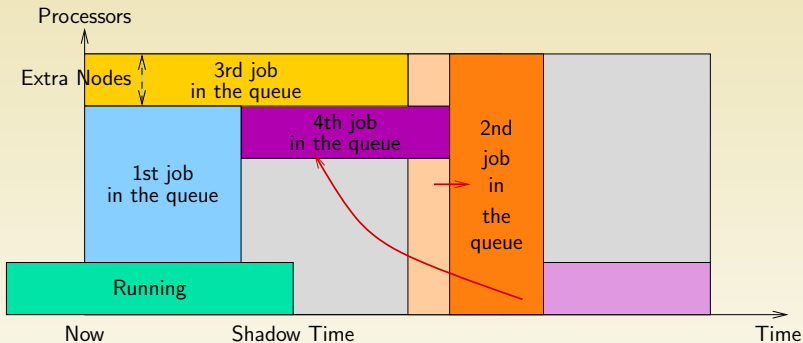 Processors
Extra Nodes
3rd job
in the queue
4th job
in the queue
1st job
in the queue
2nd
job
in
the
queue
Running
Now
Shadow Time
Time